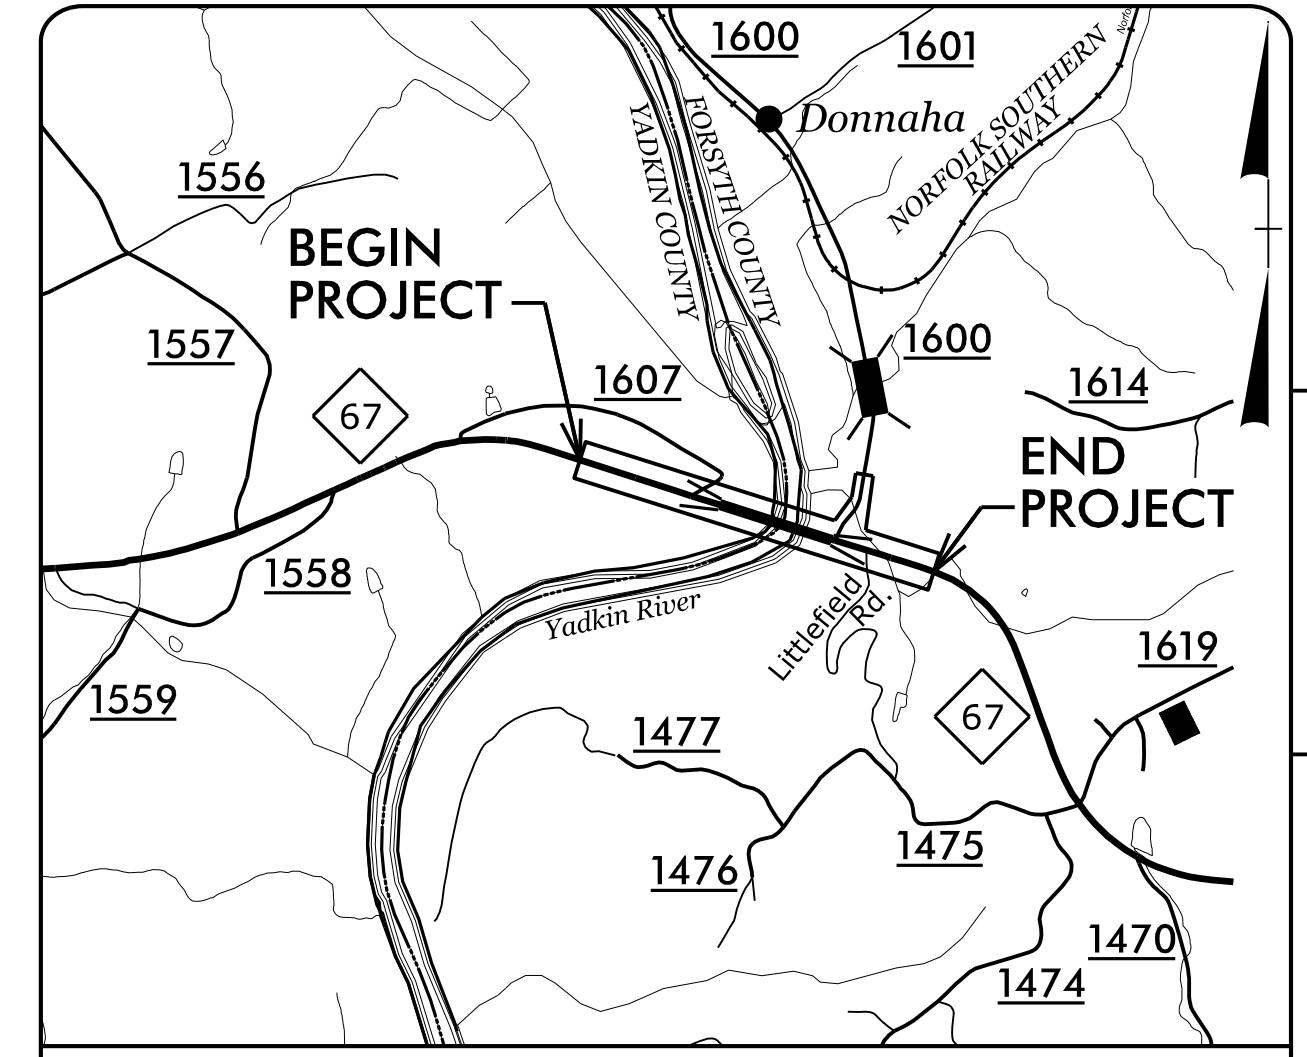 1600
1601
Norfo
NORFOLK SOUTHERN
RAILWAY
Donnaha
YADKIN COUNTY
FORSYTH COUNTY
1556
BEGIN
PROJECT
1557
1600
1607
1614
67
END
PROJECT
1558
Yadkin River
Littlefield
Rd.
1619
1559
67
1477
1475
1476
1470
1474